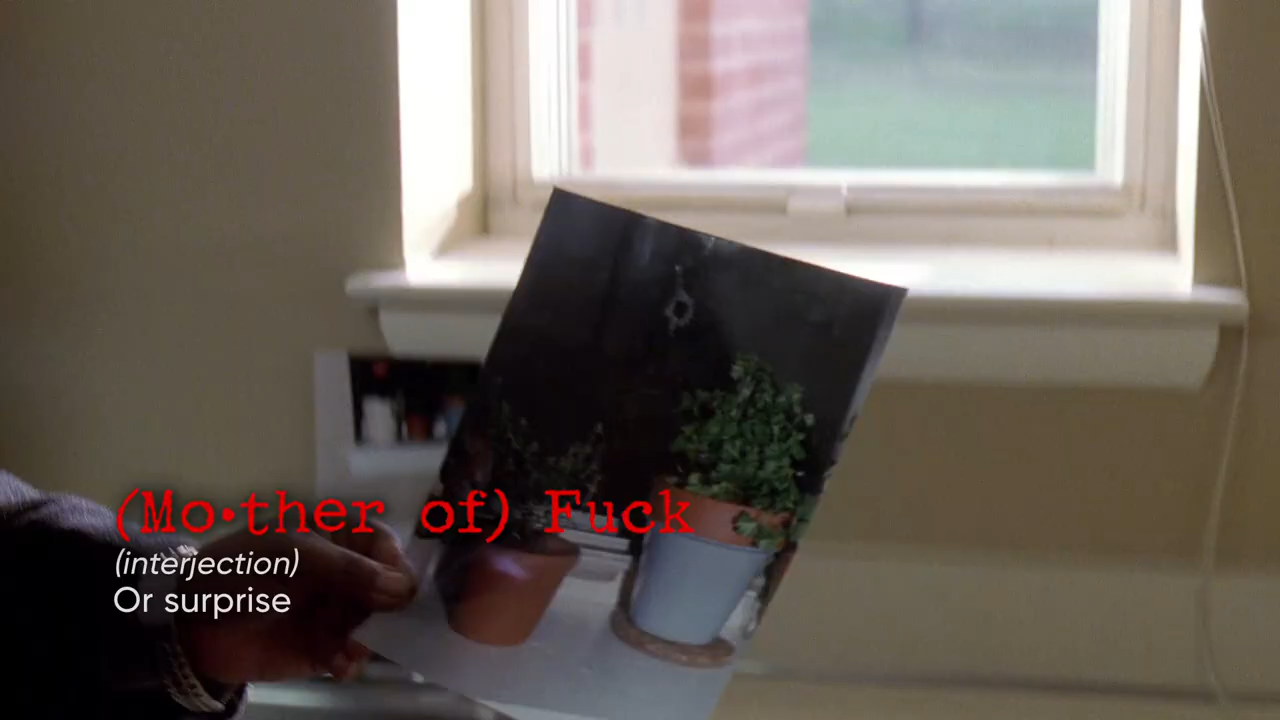 (Mo•ther of) Fuck
(interjection)
Or surprise